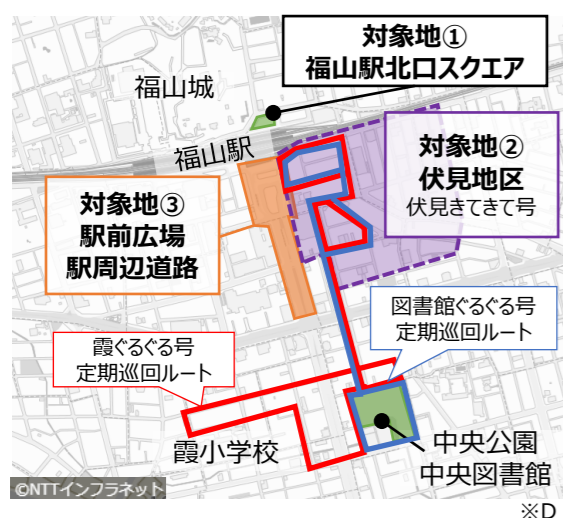 対象地①
福山駅北口スクエア
福山城
福山駅
対象地②
伏見地区
伏見きてきて号
対象地③
駅前広場
駅周辺道路
図書館ぐるぐる号
定期巡回ルート
霞ぐるぐる号
定期巡回ルート
霞小学校
中央公園
中央図書館
©NTTインフラネット
※D